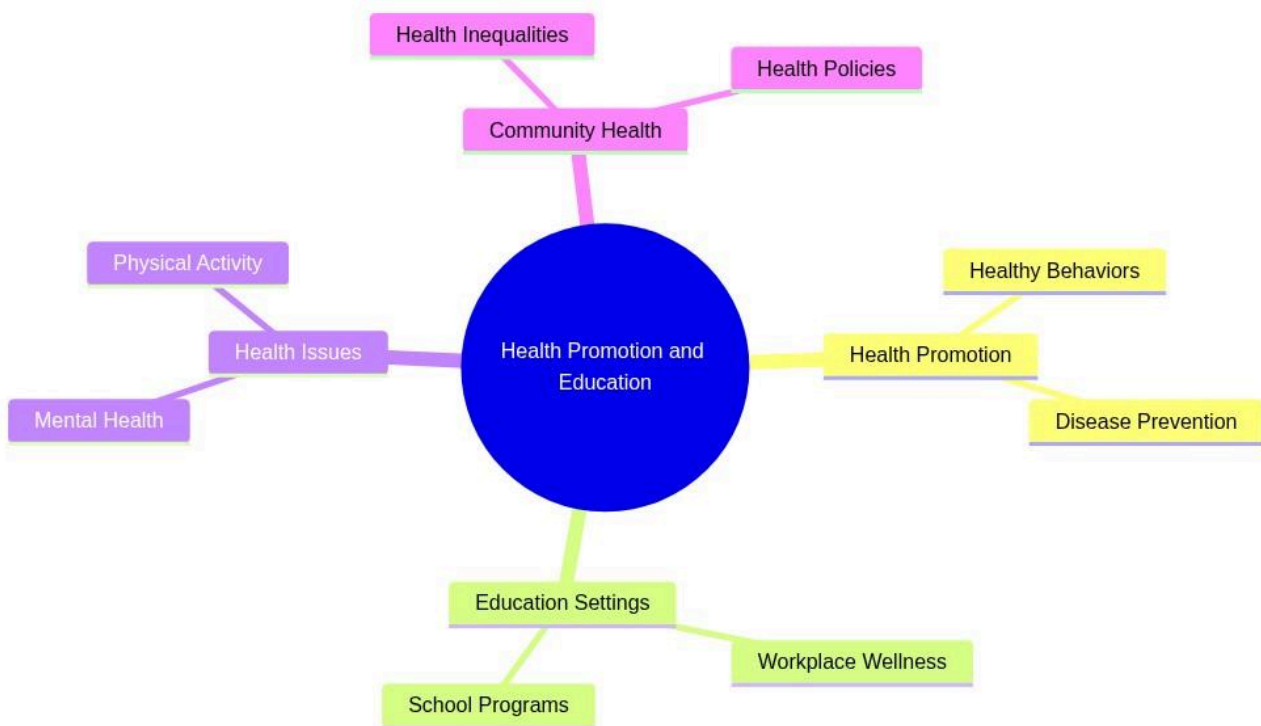 Health Inequalities
Health Policies
Community Health
Physical Activity
Healthy Behaviors
Health Issues
Health Promotion and
Education
Health Promotion
Mental Health
Disease Prevention
Education Settings
Workplace Wellness
School Programs